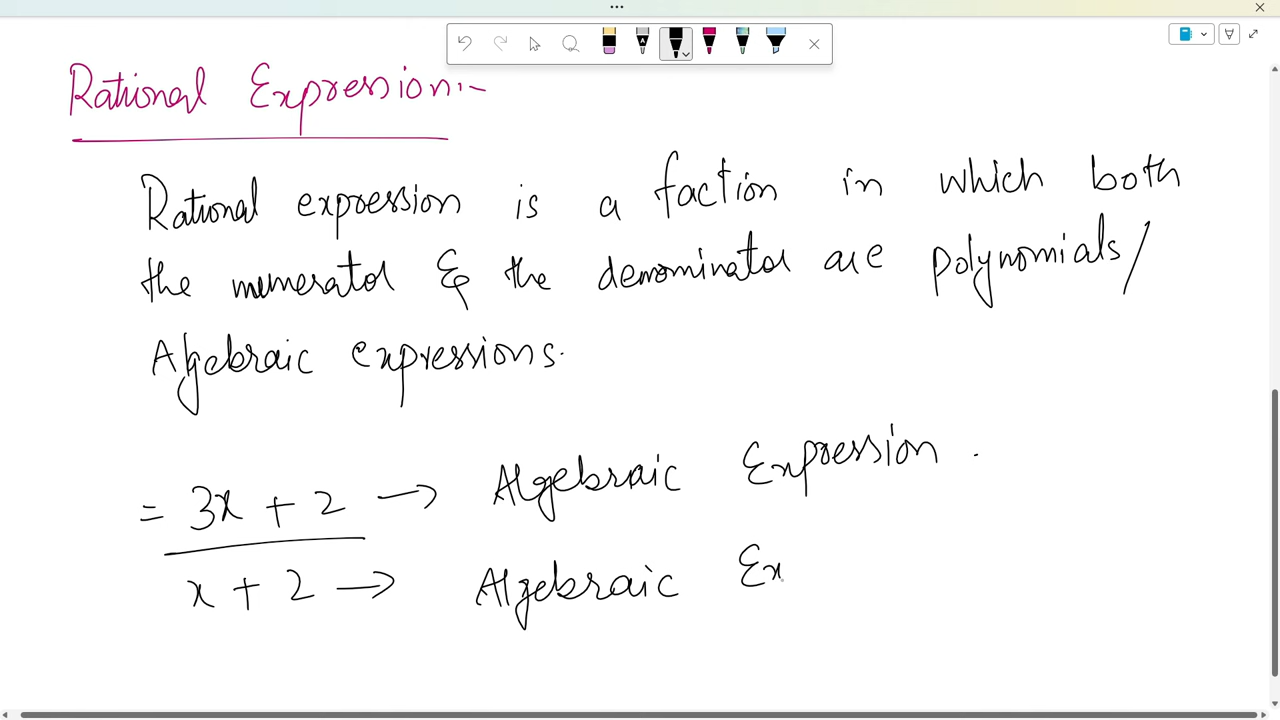 Rational Expression:-
Rational expression is a faction in which both
the numerator & the denominator are polynomials/
Algebraic expressions.
= 3x + 2 → Algebraic Expression.
x + 2 → Algebraic Ex